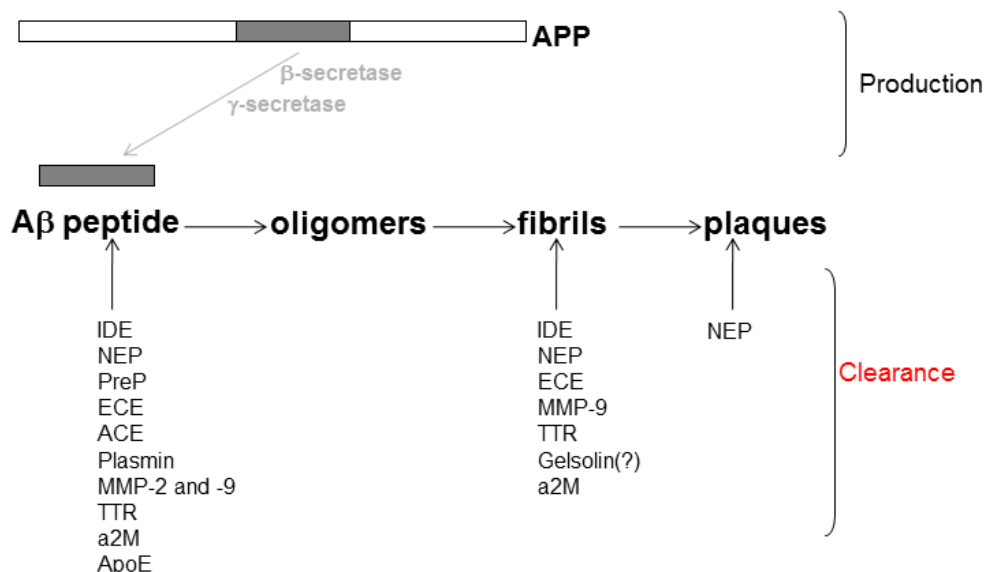 APP
β-secretase
γ-secretase
Production
Aβ peptide
oligomers
fibrils
plaques
IDE
NEP
PreP
ECE
ACE
Plasmin
MMP-2 and -9
TTR
a2M
ApoE
IDE
NEP
ECE
MMP-9
TTR
Gelsolin(?)
a2M
NEP
Clearance